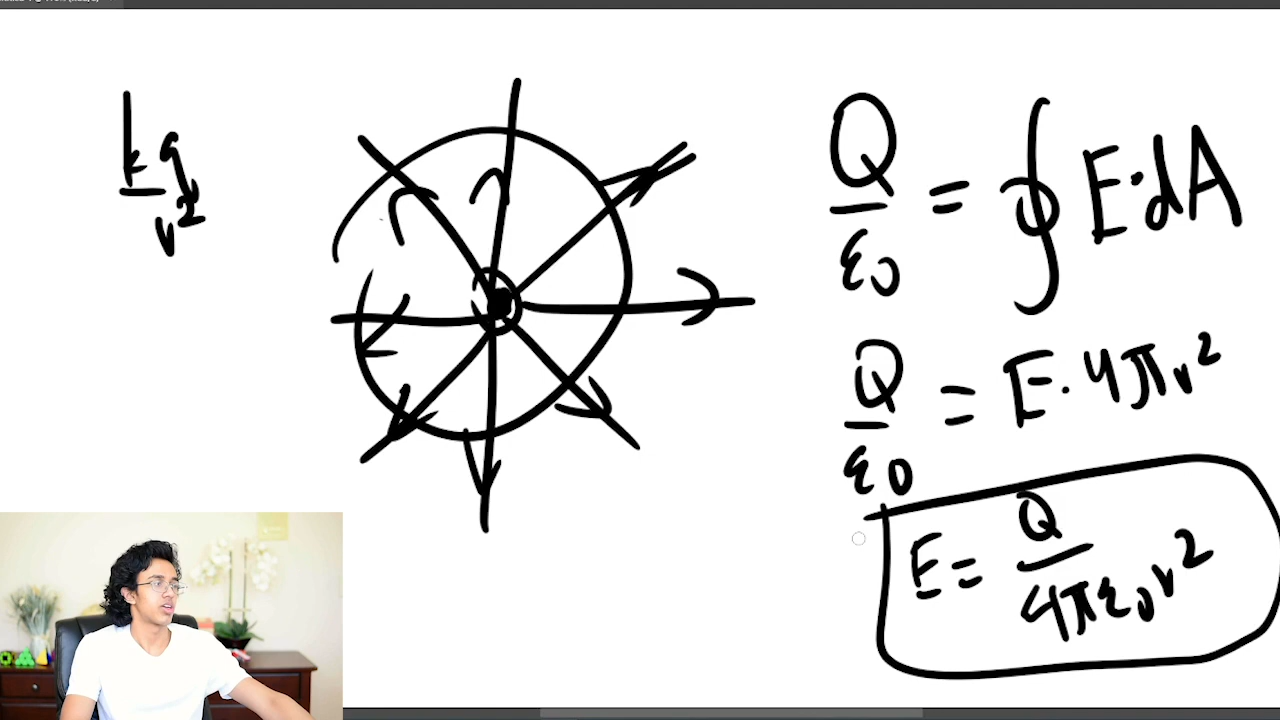 kq
r²
Q/ε0 = ∮ E·dA
Q/ε0 = E·4πr²
E = Q/4πε0r²